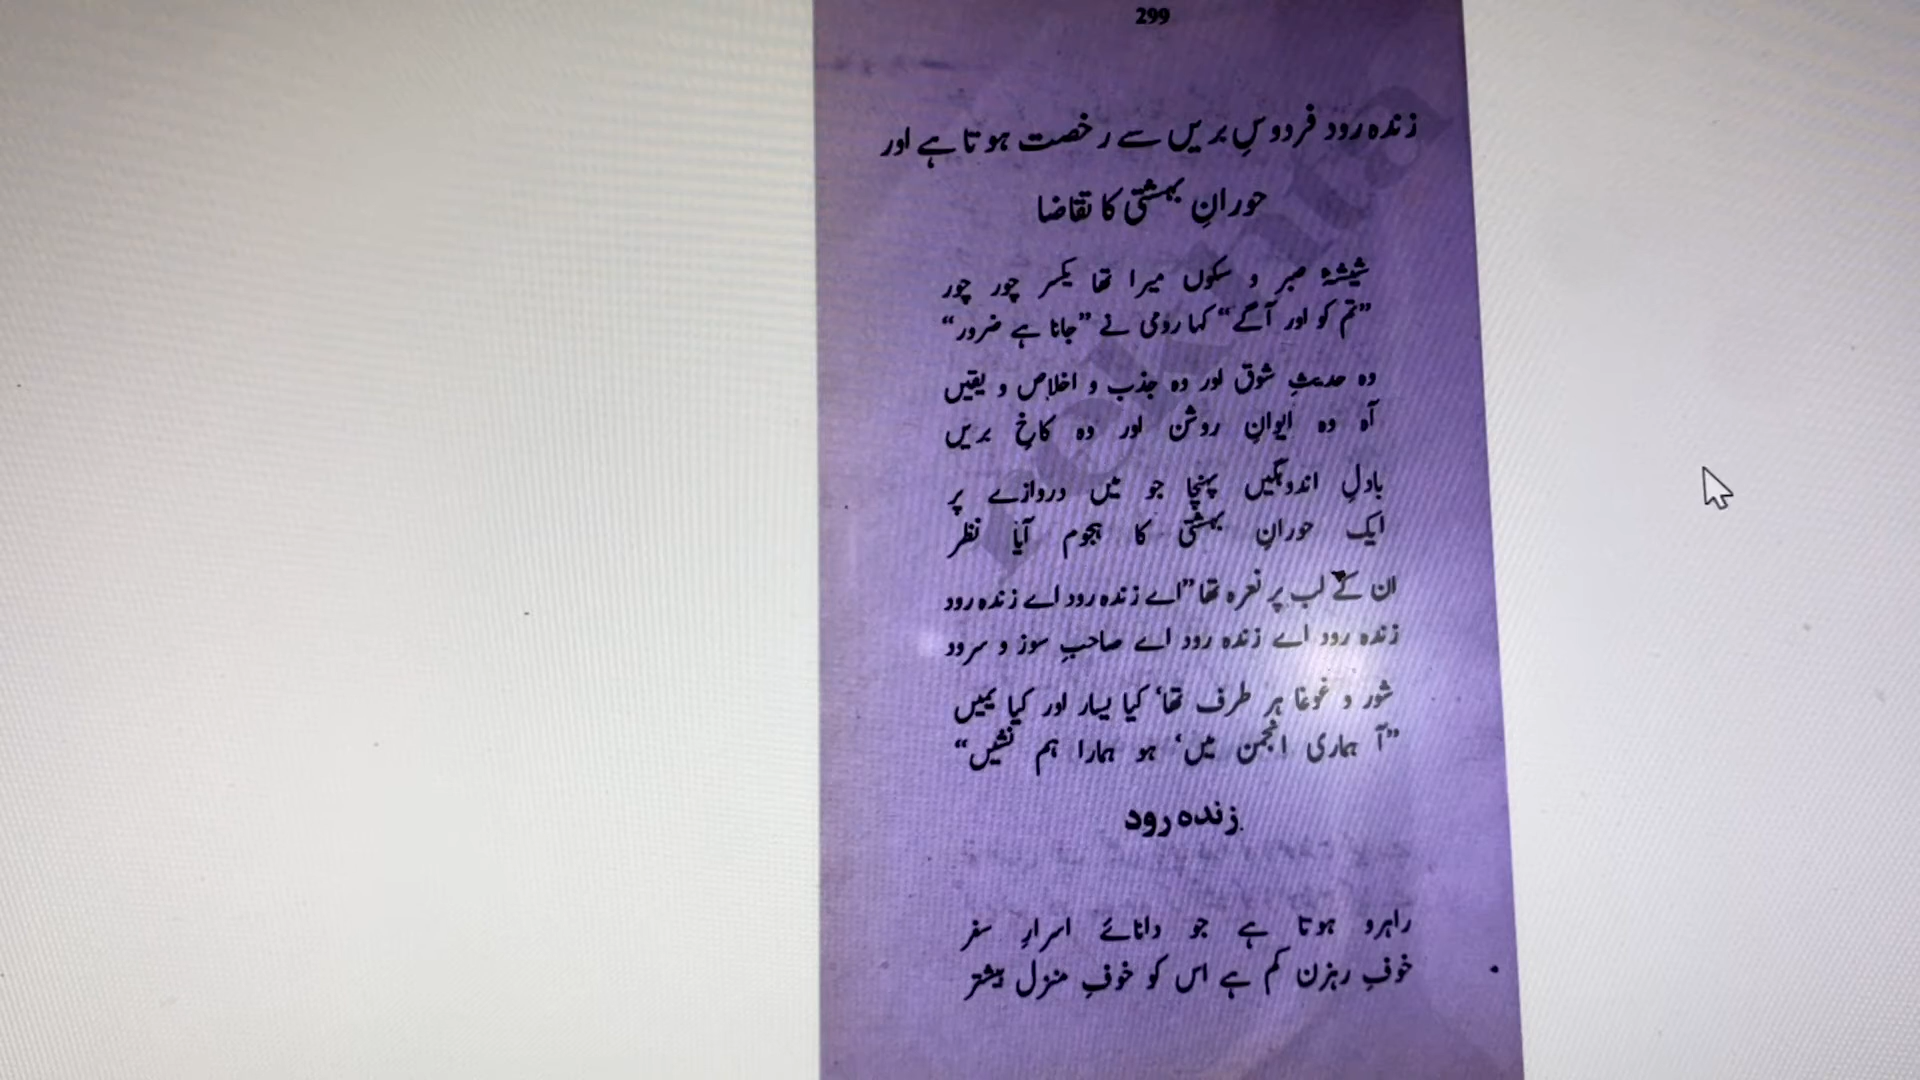 299
زندہ رود فردوسِ بریں سے رخصت ہوتا ہے اور
حورانِ بہشتی کا تقاضا
شیشۂ صبر و سکوں میرا تھا یکسر چور چور
”تم کو اور آگے“ کہا رومی نے ”جانا ہے ضرور“
وہ حدیثِ شوق اور وہ جذب و اخلاص و یقیں
آہ وہ ایوانِ روشن اور وہ کاخِ بریں
بادلِ اندوہگیں پہنچا جو میں دروازے پر
ایک حورانِ بہشتی کا ہجوم آیا نظر
ان کے لب پر نعرہ تھا ”اے زندہ رود اے زندہ رود
زندہ رود اے زندہ رود اے صاحبِ سوز و سرود
شور و غوغا ہر طرف تھا، کیا یسار اور کیا یمیں
”آ ہماری انجمن میں، ہو ہمارا ہم نشیں“
زندہ رود
راہرو ہوتا ہے جو دانائے اسرارِ سفر
خوفِ رہزن کم ہے اس کو خوفِ منزل بیشتر